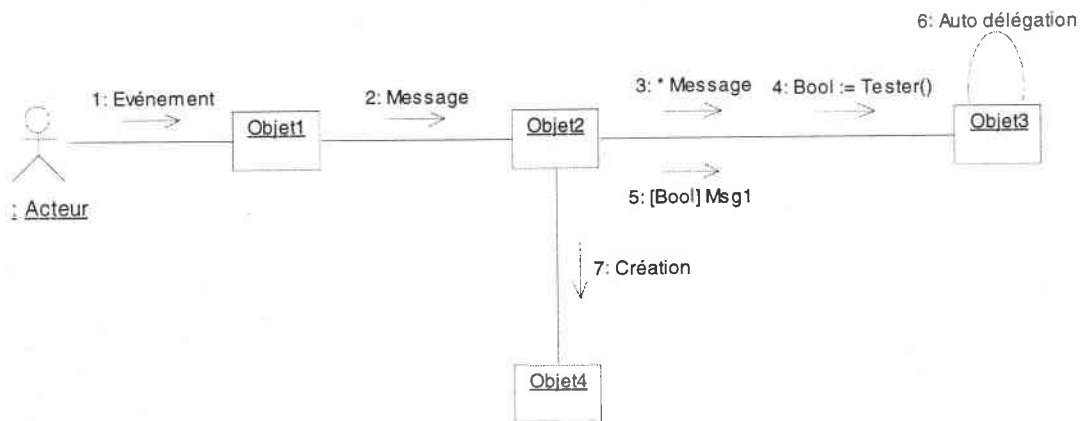 6: Auto délégation
1: Evénement
2: Message
3: * Message
4: Bool := Tester()
Objet1
Objet2
Objet3
5: [Bool] Msg1
: Acteur
7: Création
Objet4